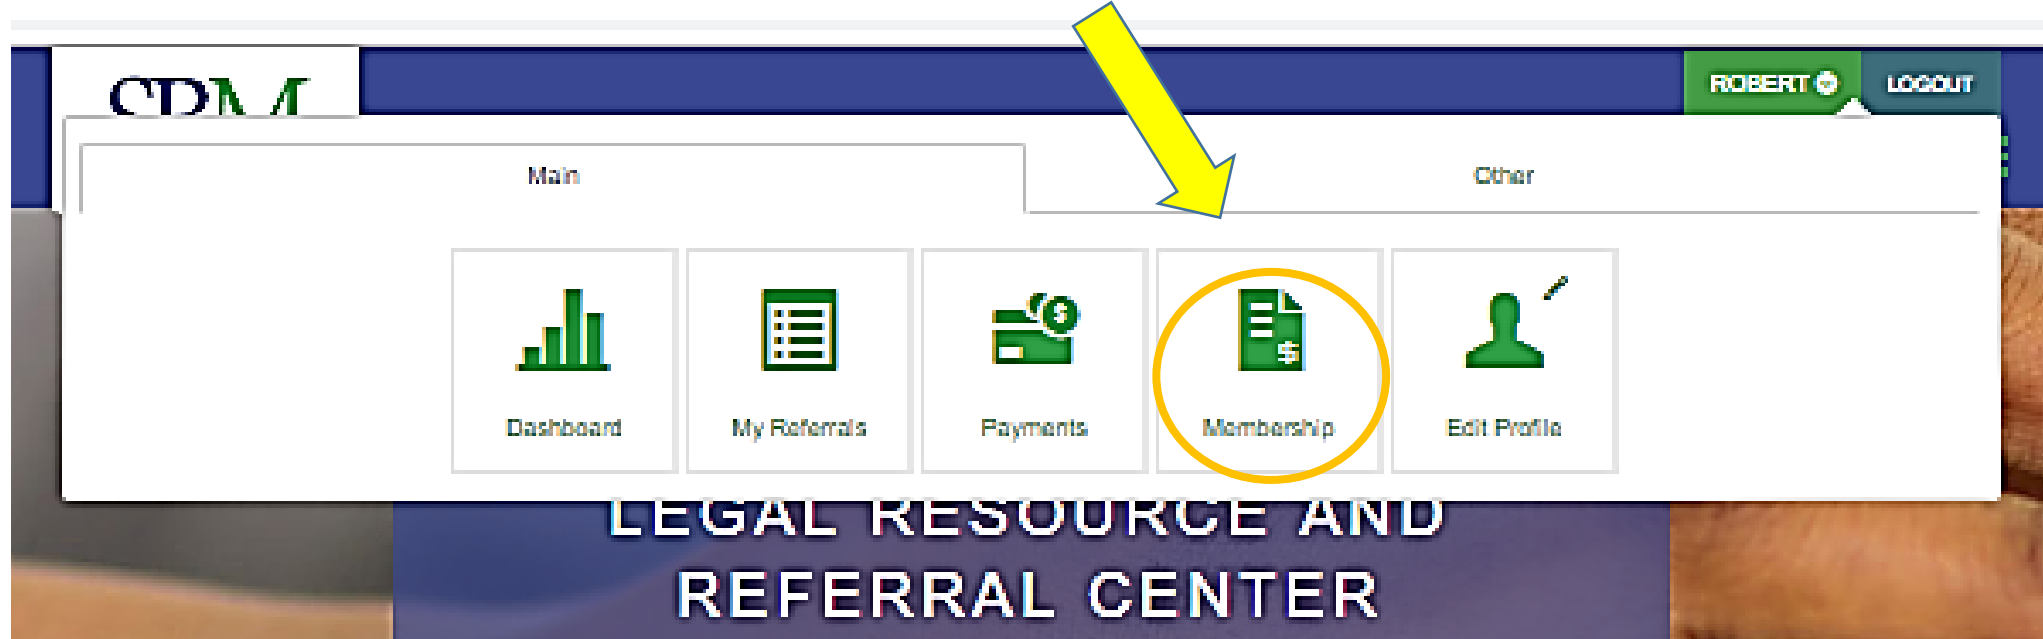 ROBERT LOGOUT
Main Other
$ $
Dashboard My Referrals Payments Membership Edit Profile
LEGAL RESOURCE AND
REFERRAL CENTER